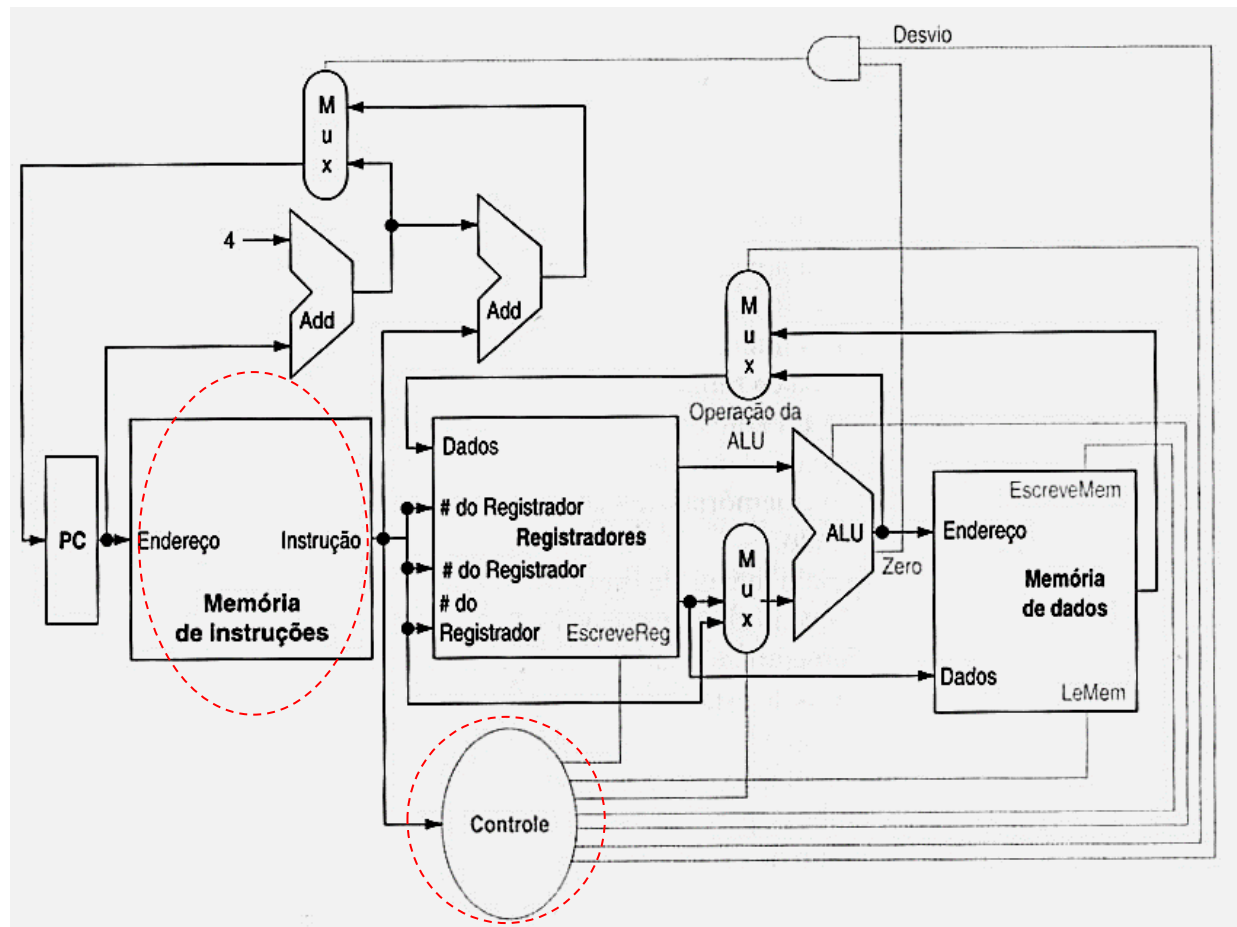 Desvio
M
u
x
4
Add
Add
M
u
x
Operação da
ALU
Dados
# do Registrador
Registradores
# do Registrador
# do
Registrador
EscreveReg
PC
Endereço
Instrução
Memória
de instruções
M
u
x
ALU
Zero
EscreveMem
Endereço
Memória
de dados
Dados
LeMem
Controle